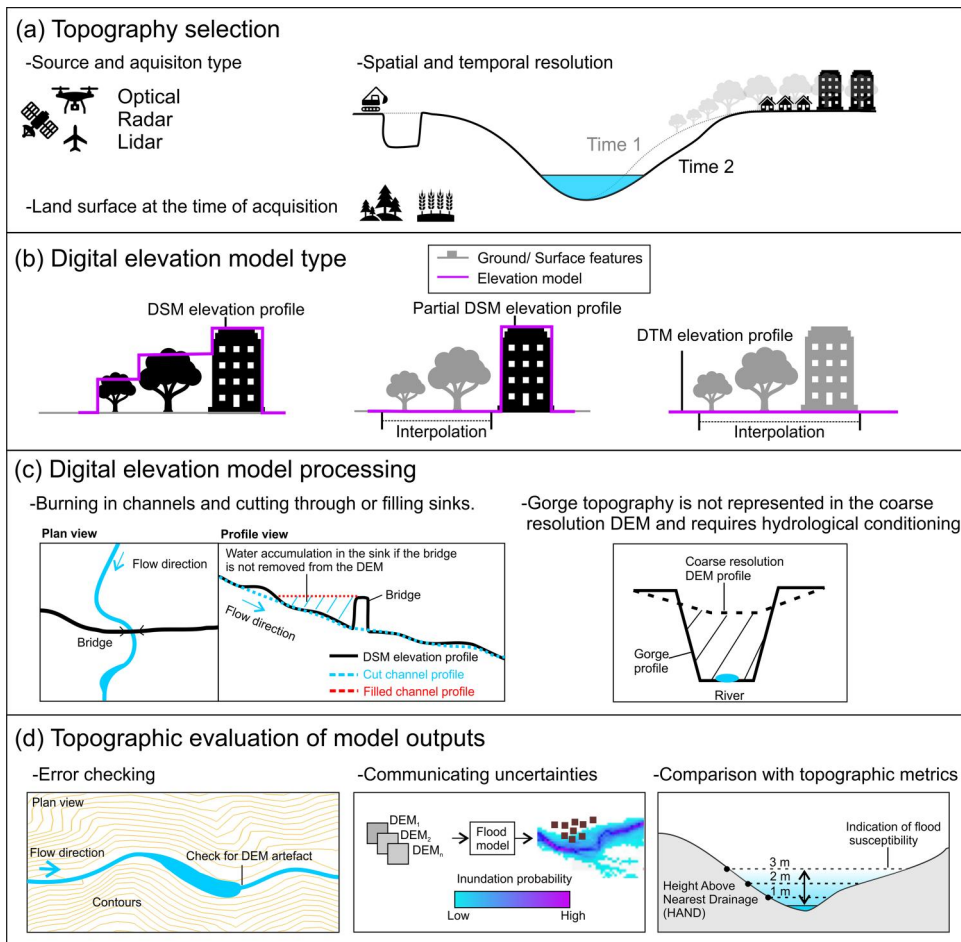 (a) Topography selection
-Source and aquisiton type
Optical
Radar
Lidar
-Spatial and temporal resolution
Time 1
Time 2
-Land surface at the time of acquisition
(b) Digital elevation model type
Ground/ Surface features
Elevation model
DSM elevation profile
Partial DSM elevation profile
Interpolation
DTM elevation profile
Interpolation
(c) Digital elevation model processing
-Burning in channels and cutting through or filling sinks.
Plan view
Flow direction
Bridge
Profile view
Water accumulation in the sink if the bridge
is not removed from the DEM
Bridge
Flow direction
DSM elevation profile
Cut channel profile
Filled channel profile
-Gorge topography is not represented in the coarse
resolution DEM and requires hydrological conditioning
Coarse resolution
DEM profile
Gorge
profile
River
(d) Topographic evaluation of model outputs
-Error checking
Plan view
Flow direction
Check for DEM artefact
Contours
-Communicating uncertainties
DEM₁
DEM₂
DEMₙ
Flood
model
Inundation probability
Low
High
-Comparison with topographic metrics
Indication of flood
susceptibility
3 m
2 m
1 m
Height Above
Nearest Drainage
(HAND)